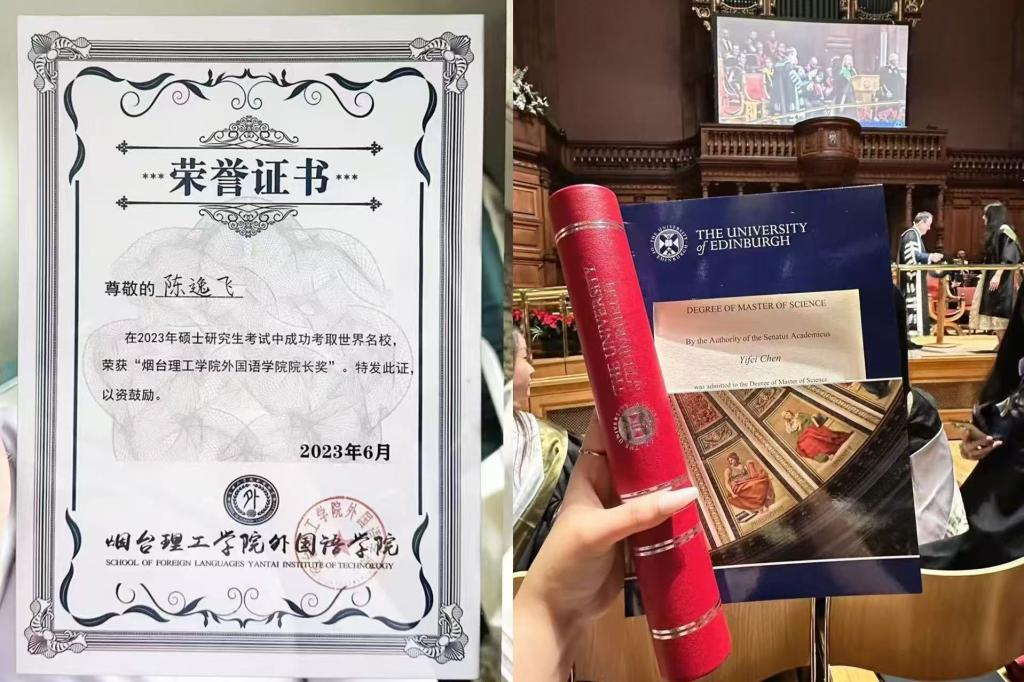 *** 荣誉证书 ***
尊敬的 陈逸飞
在2023年硕士研究生考试中成功考取世界名校，
荣获“烟台理工学院外国语学院院长奖”。特发此证，
以资鼓励。
2023年6月
外
烟台理工学院外国语学院
SCHOOL OF FOREIGN LANGUAGES YANTAI INSTITUTE OF TECHNOLOGY
THE UNIVERSITY
of EDINBURGH
DEGREE OF MASTER OF SCIENCE
By the Authority of the Senatus Academicus
Yifei Chen
was admitted to the Degree of Master of Science
THE UNIVERSITY
of EDINBURGH